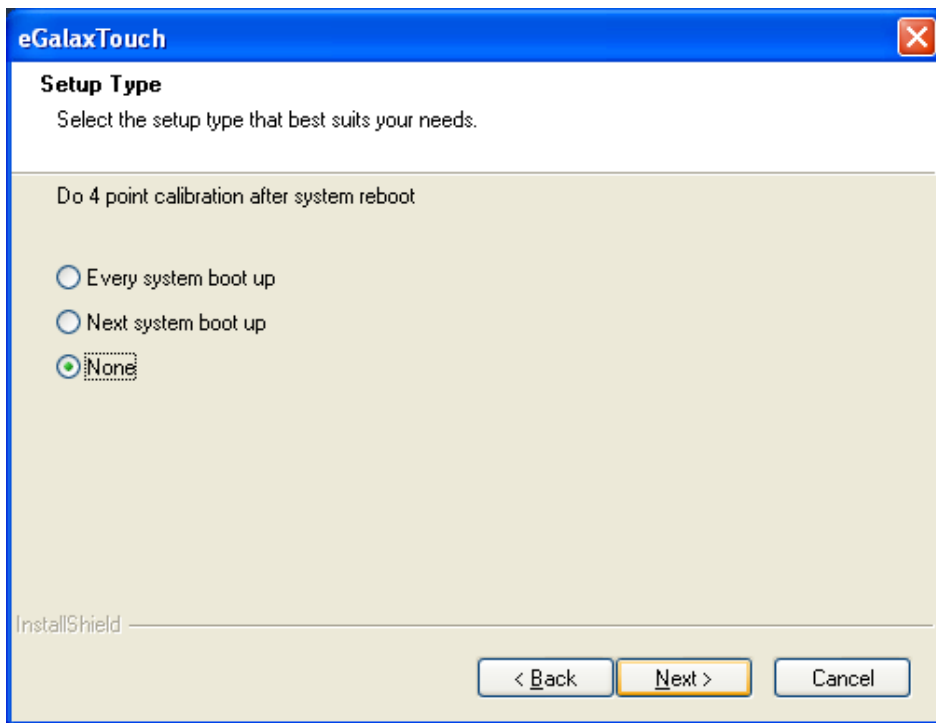 eGalaxTouch
Setup Type
Select the setup type that best suits your needs.
Do 4 point calibration after system reboot
Every system boot up
Next system boot up
None
InstallShield
< Back
Next >
Cancel